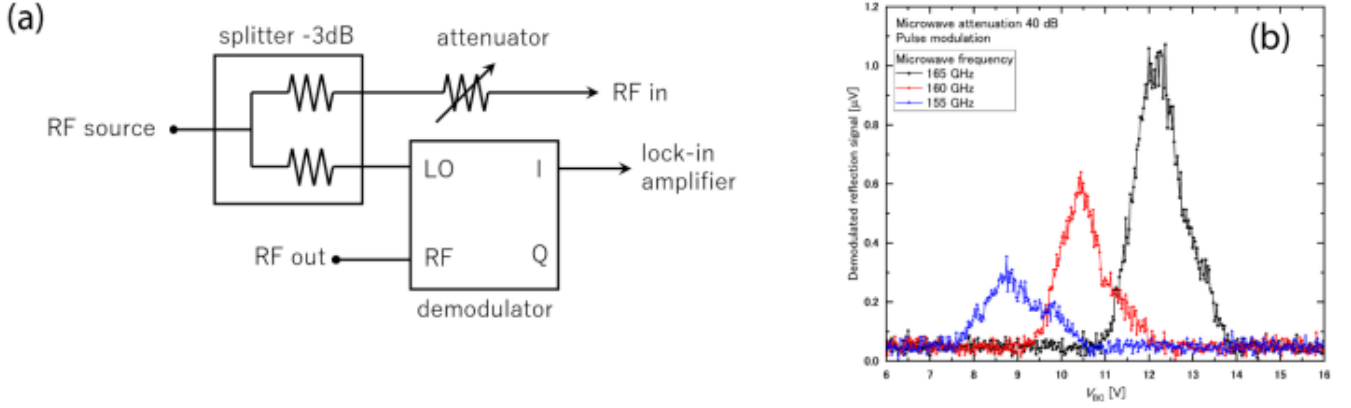 (a)
splitter -3dB
attenuator
RF source
RF in
LO
I
lock-in
amplifier
RF out
RF
Q
demodulator
(b)
Microwave attenuation 40 dB
Pulse modulation
Microwave frequency
165 GHz
160 GHz
155 GHz
Demodulated reflection signal [μV]
1.2
1.0
0.8
0.6
0.4
0.2
0.0
6 7 8 9 10 11 12 13 14 15 16
V_B0 [V]